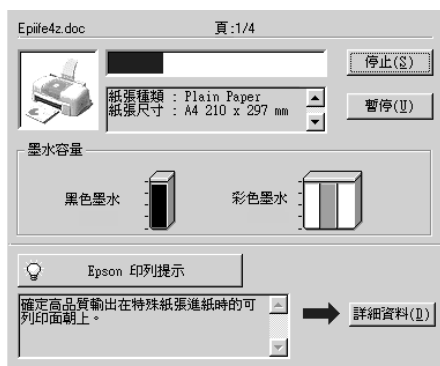 Epiife4z.doc 頁:1/4
停止(S)
紙張種類 : Plain Paper
紙張尺寸 : A4 210 x 297 mm
暫停(U)
墨水容量
黑色墨水 彩色墨水
Epson 印列提示
確定高品質輸出在特殊紙張進紙時的可
列印面朝上。
詳細資料(D)